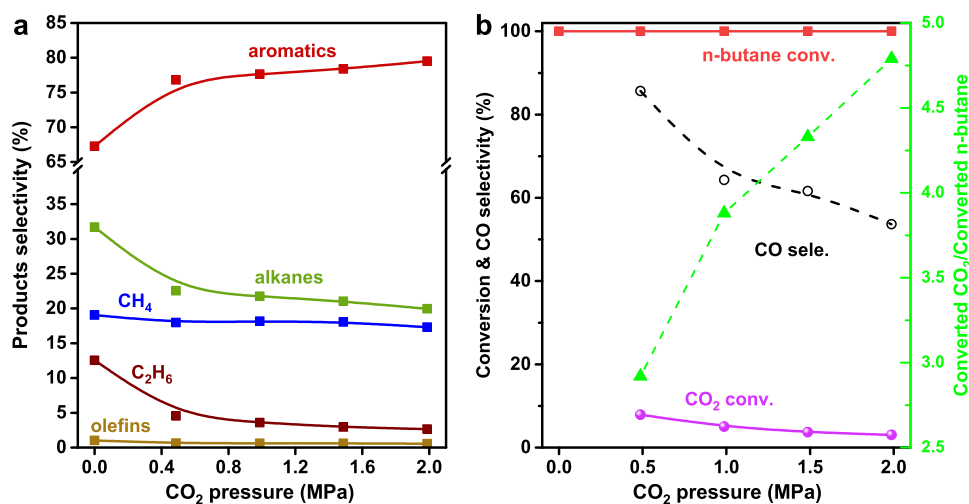 a
Products selectivity (%)
85
80
75
70
65
35
30
25
20
15
10
5
0
aromatics
alkanes
CH4
C2H6
olefins
0.0 0.4 0.8 1.2 1.6 2.0
CO2 pressure (MPa)
b
Conversion & CO selectivity (%)
100
80
60
40
20
0
n-butane conv.
CO sele.
CO2 conv.
0.0 0.5 1.0 1.5 2.0
CO2 pressure (MPa)
5.0
4.75
4.0
3.8
3.0
2.5
Converted CO2/Converted n-butane